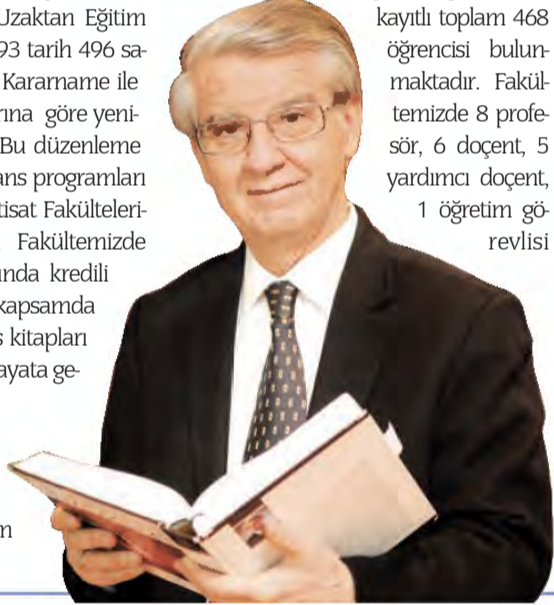 Uzaktan Eğitim
93 tarih 496 sa-
Kararname ile
rına göre yeni-
Bu düzenleme
ans programları
tisat Fakülteleri-
Fakültemizde
nda kredili
kapsamda
s kitapları
ayata ge-
n
kayıtlı toplam 468
öğrencisi bulun-
maktadır. Fakül-
temizde 8 profe-
sör, 6 doçent, 5
yardımcı doçent,
1 öğretim gö-
revlisi